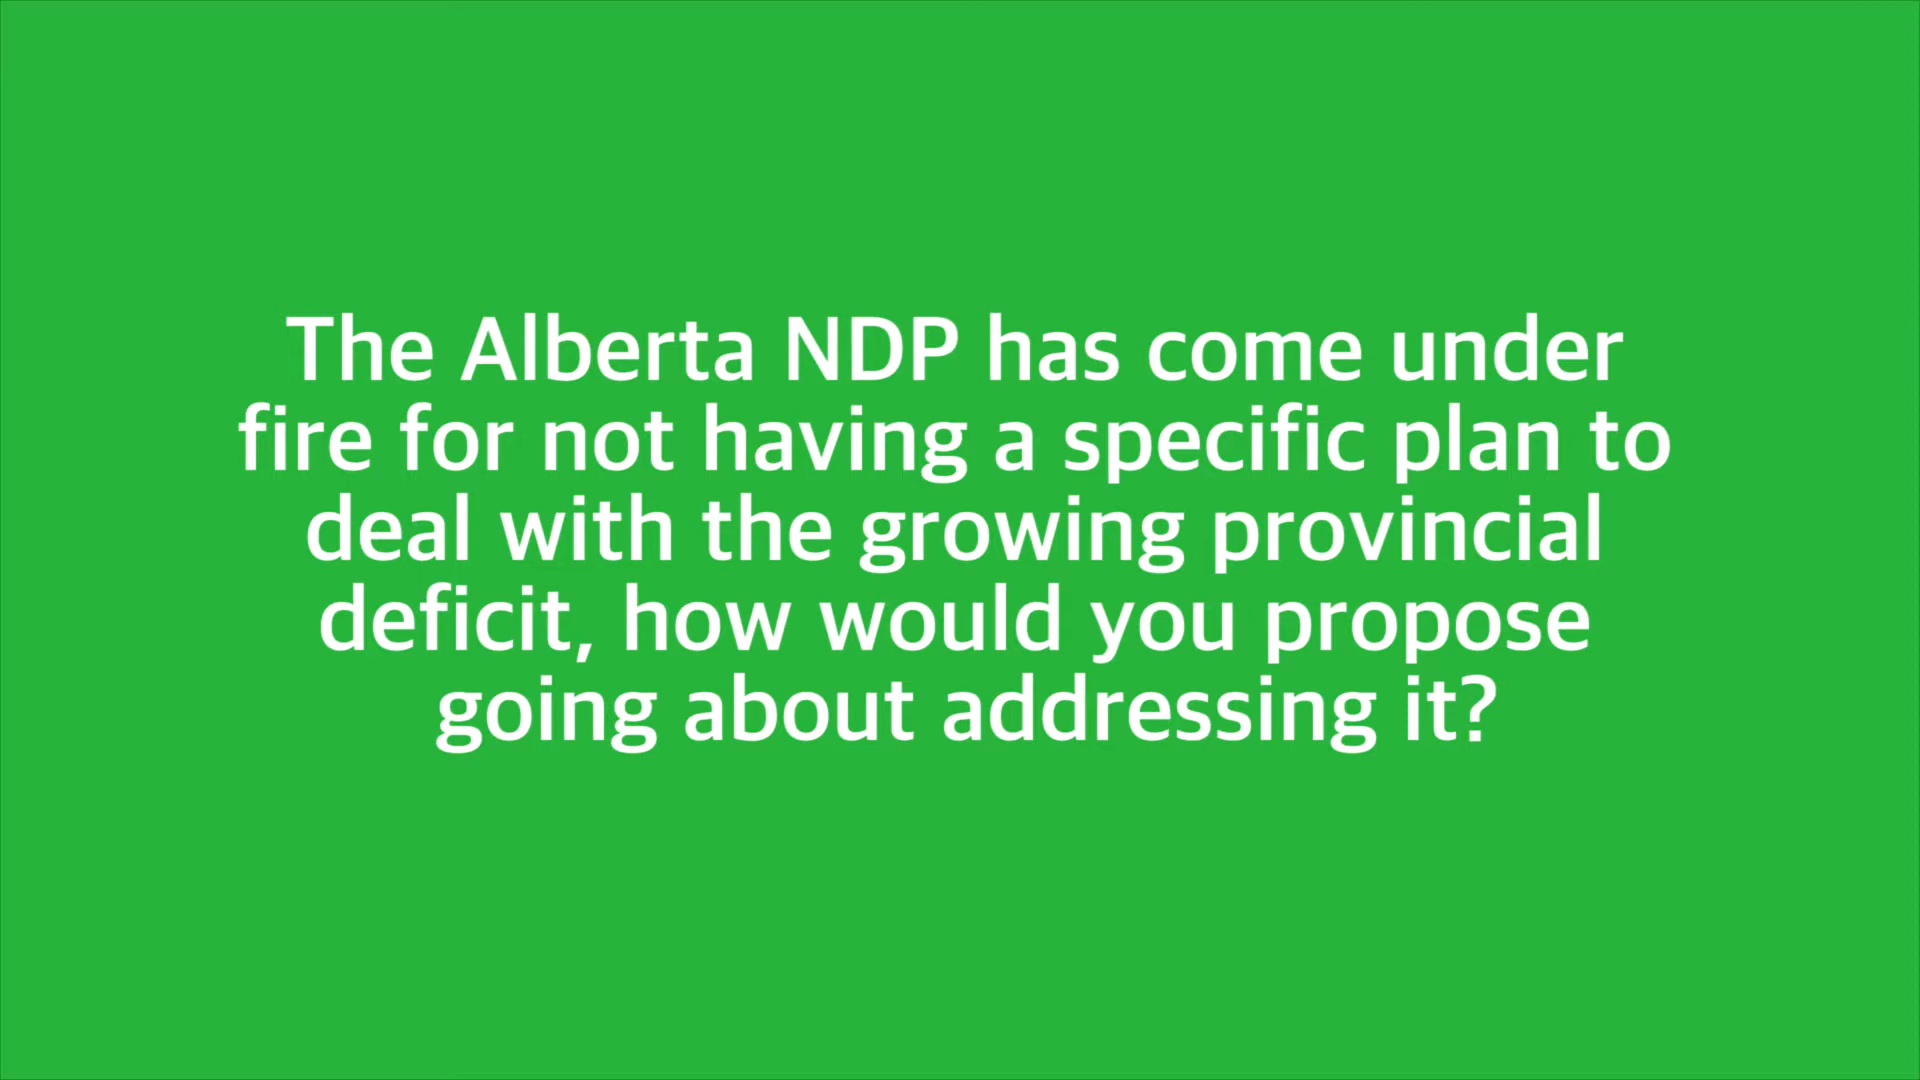 The Alberta NDP has come under
fire for not having a specific plan to
deal with the growing provincial
deficit, how would you propose
going about addressing it?